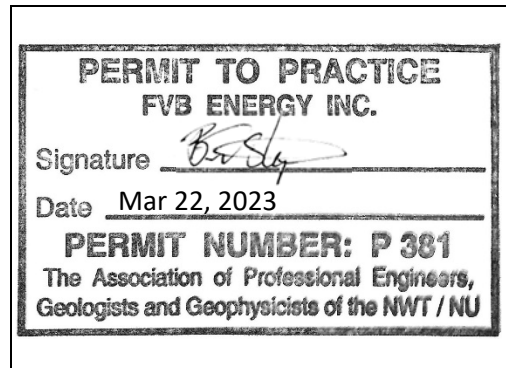 PERMIT TO PRACTICE
FVB ENERGY INC.
Signature
Date Mar 22, 2023
PERMIT NUMBER: P 381
The Association of Professional Engineers,
Geologists and Geophysicists of the NWT / NU